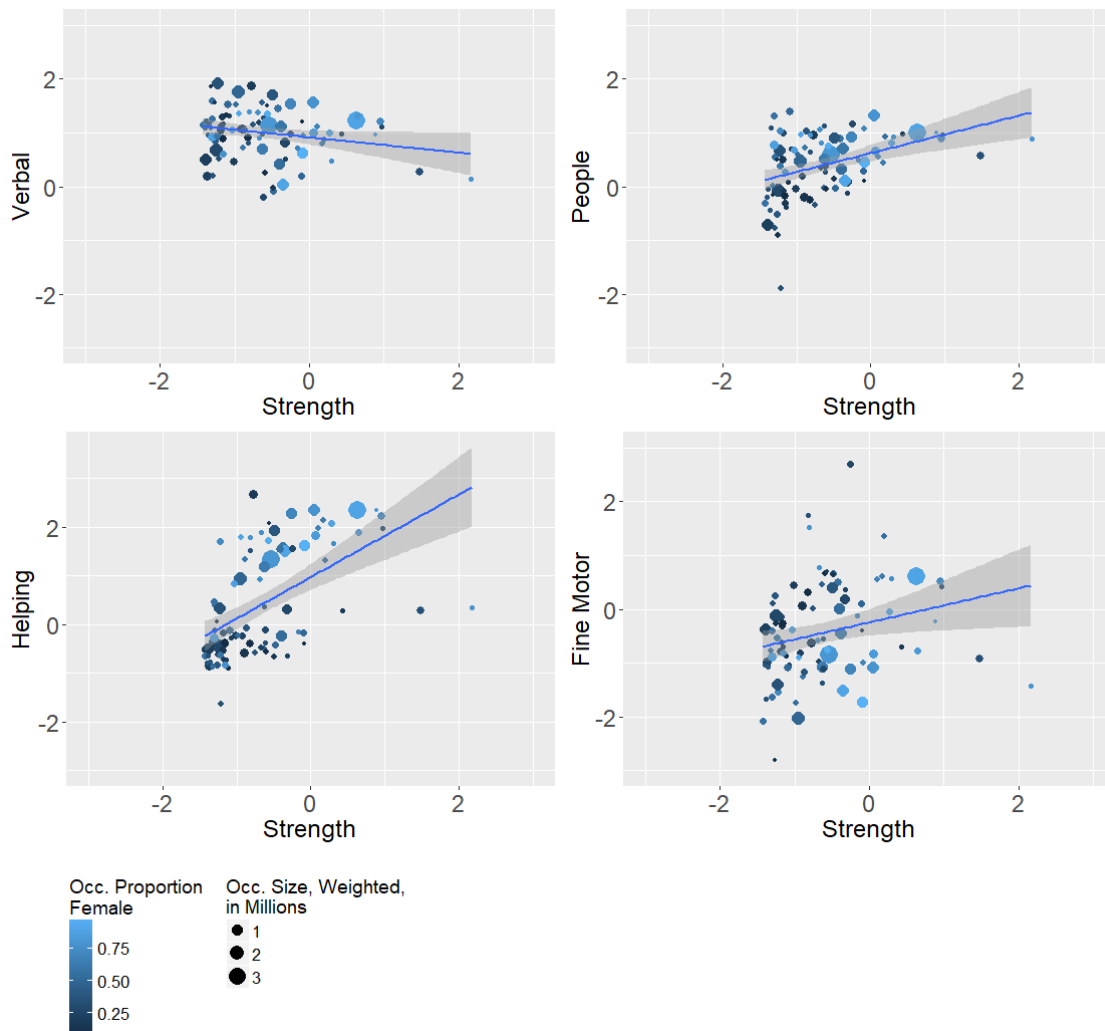 2
0
-2
Verbal
-2
0
2
Strength
2
0
-2
People
-2
0
2
Strength
2
0
-2
Helping
-2
0
2
Strength
2
0
-2
Fine Motor
-2
0
2
Strength
Occ. Proportion
Female
0.75
0.50
0.25
Occ. Size, Weighted,
in Millions
1
2
3